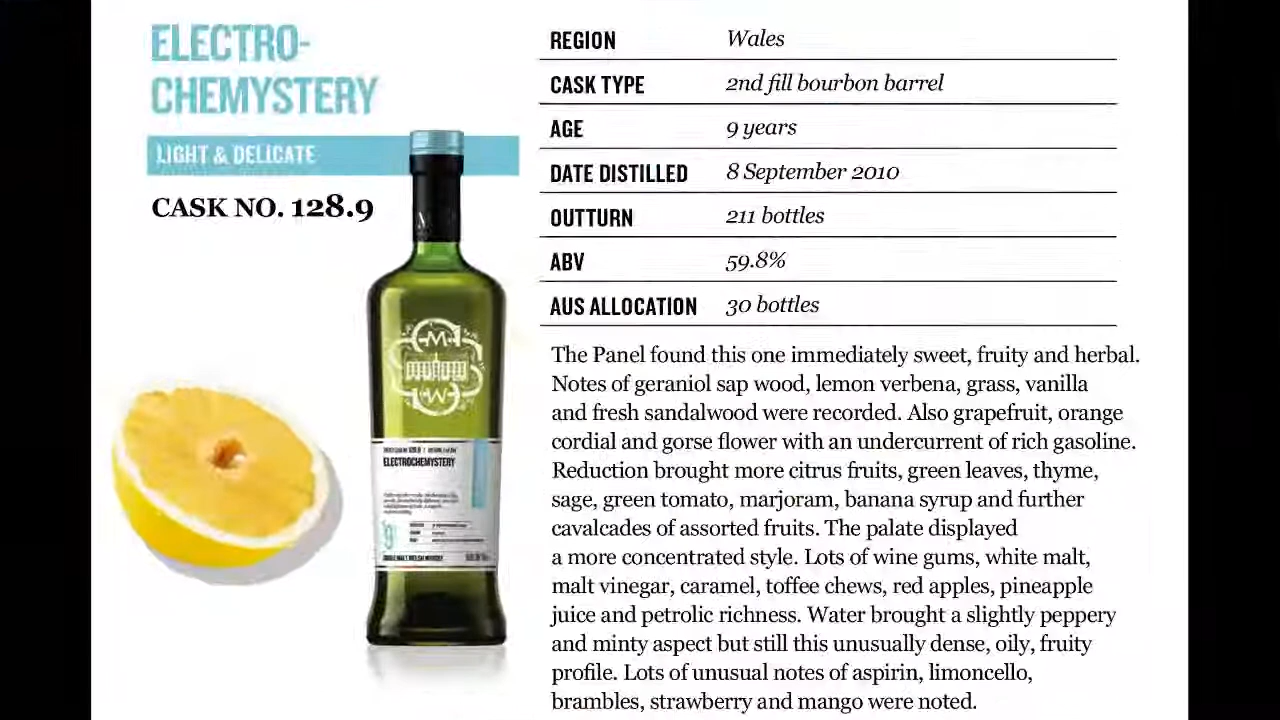 ELECTRO-
CHEMYSTERY
LIGHT & DELICATE
CASK NO. 128.9
REGION Wales
CASK TYPE 2nd fill bourbon barrel
AGE 9 years
DATE DISTILLED 8 September 2010
OUTTURN 211 bottles
ABV 59.8%
AUS ALLOCATION 30 bottles
The Panel found this one immediately sweet, fruity and herbal.
Notes of geraniol sap wood, lemon verbena, grass, vanilla
and fresh sandalwood were recorded. Also grapefruit, orange
cordial and gorse flower with an undercurrent of rich gasoline.
Reduction brought more citrus fruits, green leaves, thyme,
sage, green tomato, marjoram, banana syrup and further
cavalcades of assorted fruits. The palate displayed
a more concentrated style. Lots of wine gums, white malt,
malt vinegar, caramel, toffee chews, red apples, pineapple
juice and petrolic richness. Water brought a slightly peppery
and minty aspect but still this unusually dense, oily, fruity
profile. Lots of unusual notes of aspirin, limoncello,
brambles, strawberry and mango were noted.
S M S W
ELECTROCHEMYSTERY
9
SINGLE MALT WELSH WHISKY